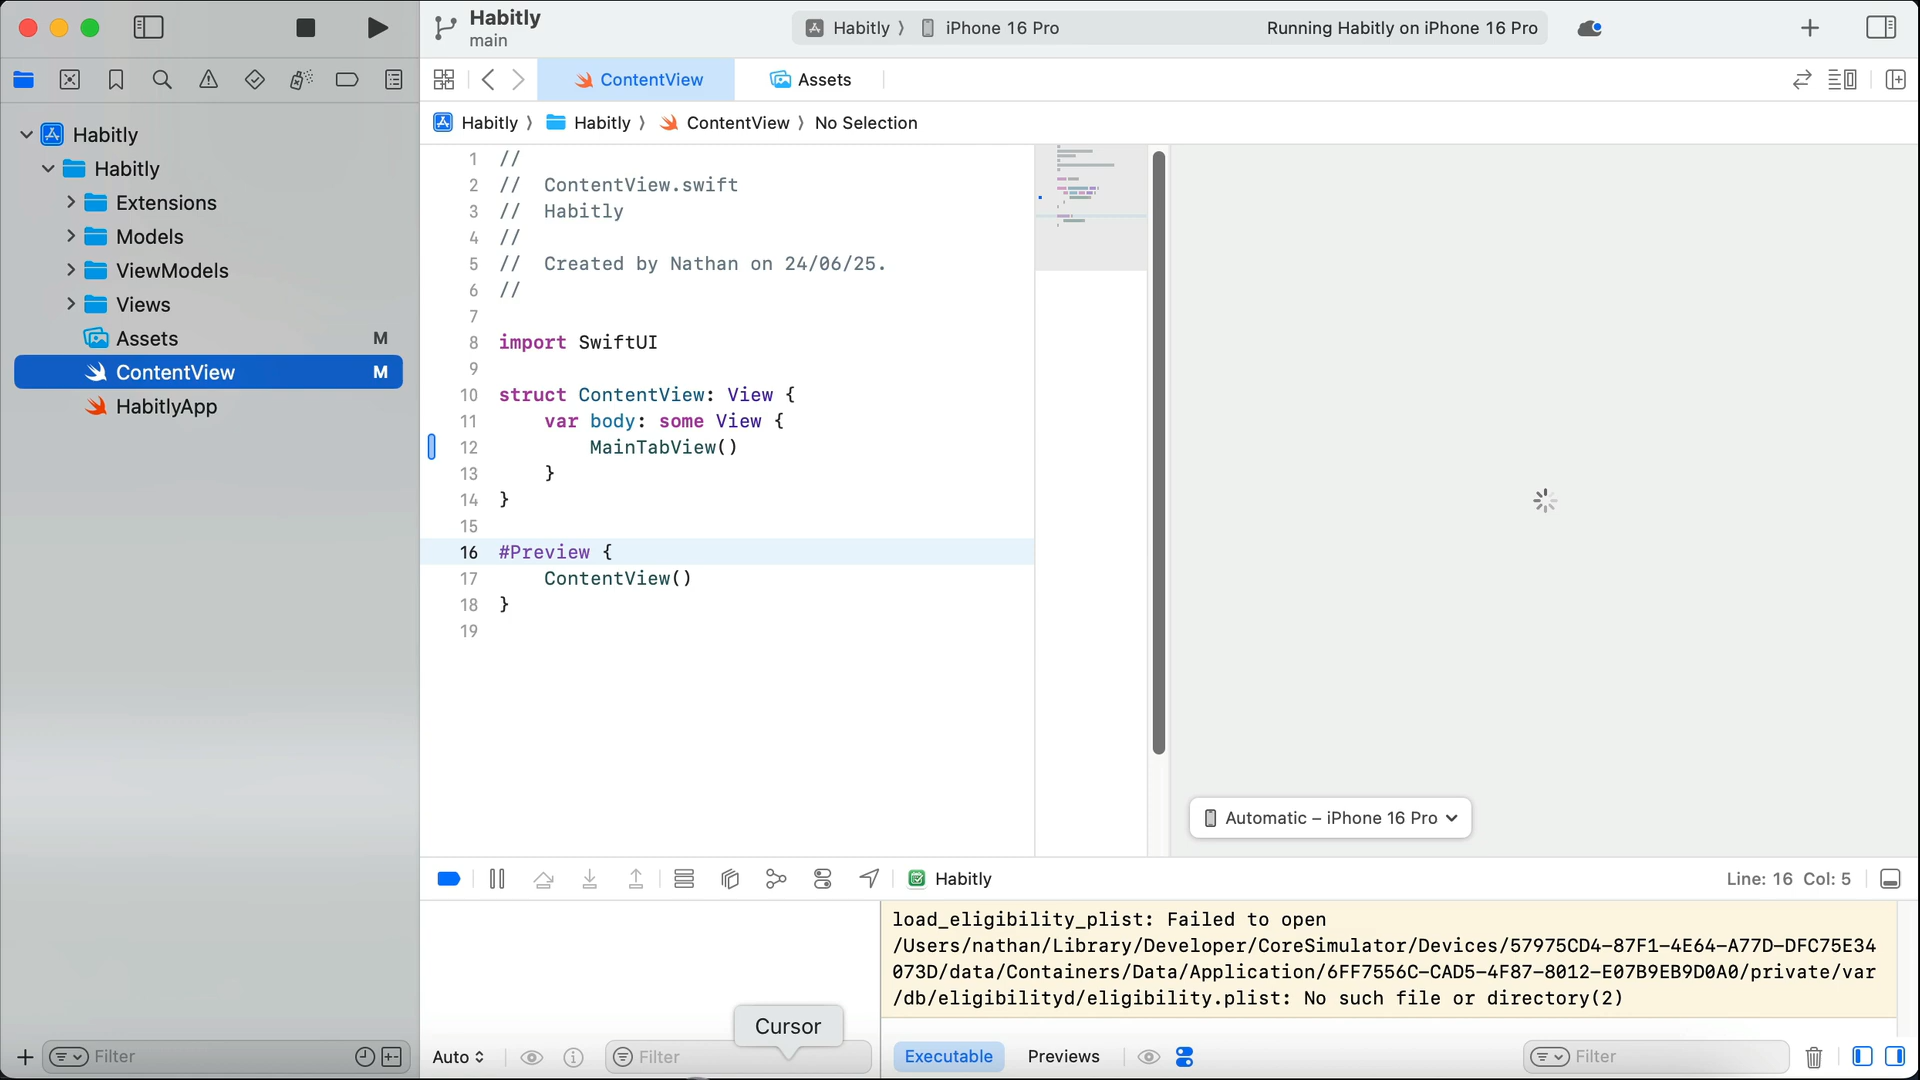 Habitly
main
Habitly 〉 iPhone 16 Pro
Running Habitly on iPhone 16 Pro
ContentView
Assets
Habitly 〉 Habitly 〉 ContentView 〉 No Selection
Habitly
Habitly
Extensions
Models
ViewModels
Views
Assets M
ContentView M
HabitlyApp
1 //
2 //  ContentView.swift
3 //  Habitly
4 //
5 //  Created by Nathan on 24/06/25.
6 //
7
8 import SwiftUI
9
10 struct ContentView: View {
11     var body: some View {
12         MainTabView()
13     }
14 }
15
16 #Preview {
17     ContentView()
18 }
19
Automatic – iPhone 16 Pro
Habitly
Line: 16 Col: 5
load_eligibility_plist: Failed to open
/Users/nathan/Library/Developer/CoreSimulator/Devices/57975CD4-87F1-4E64-A77D-DFC75E34
073D/data/Containers/Data/Application/6FF7556C-CAD5-4F87-8012-E07B9EB9D0A0/private/var
/db/eligibilityd/eligibility.plist: No such file or directory(2)
Cursor
Filter
Auto
Filter
Executable
Previews
Filter